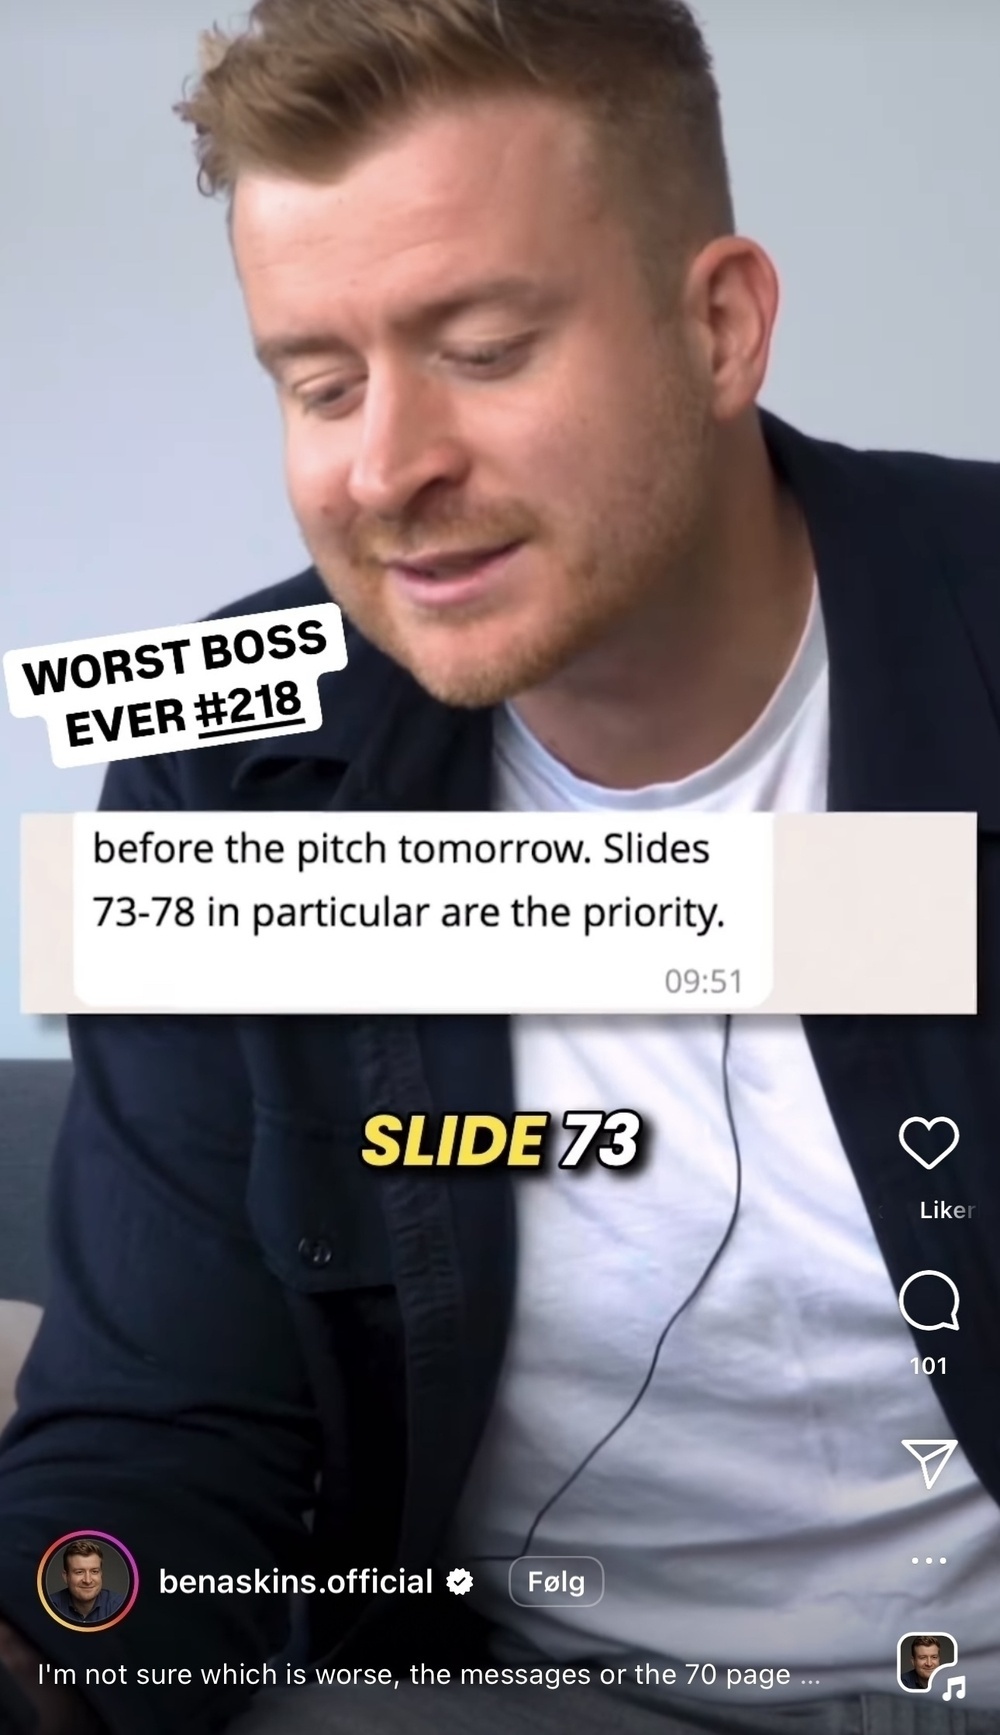 WORST BOSS
EVER #218
before the pitch tomorrow. Slides
73-78 in particular are the priority.
09:51
SLIDE 73
Liker
101
benaskins.official
Følg
I'm not sure which is worse, the messages or the 70 page ...